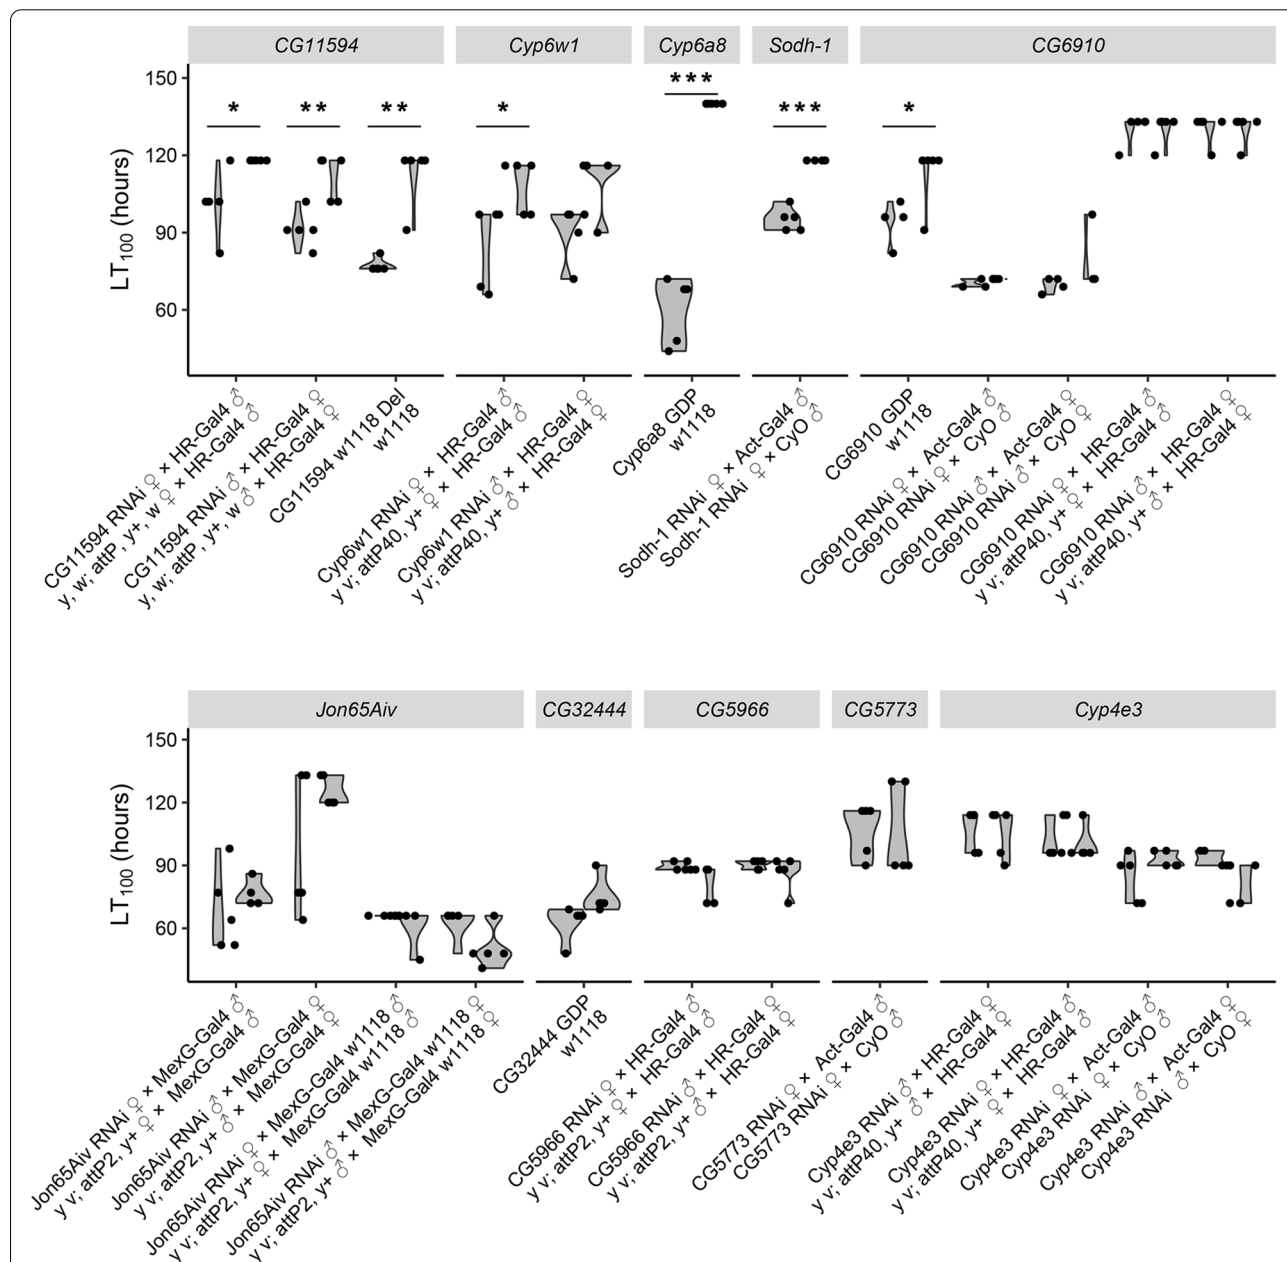 CG11594 Cyp6w1 Cyp6a8 Sodh-1 CG6910
LT100 (hours)
150
120
90
60
* ** ** * *** *** *
CG11594 RNAi ♀ × HR-Gal4 ♂
y, w; attP, y+, w ♀ × HR-Gal4 ♂
CG11594 RNAi ♂ × HR-Gal4 ♀
y, w; attP, y+, w ♂ × HR-Gal4 ♀
CG11594 w1118 Del
w1118
Cyp6w1 RNAi ♀ × HR-Gal4 ♂
y v; attP40, y+ ♀ × HR-Gal4 ♂
Cyp6w1 RNAi ♂ × HR-Gal4 ♀
y v; attP40, y+ ♂ × HR-Gal4 ♀
Cyp6a8 GDP
w1118
Sodh-1 RNAi ♀ × Act-Gal4 ♂
Sodh-1 RNAi ♀ × CyO ♂
CG6910 GDP
w1118
CG6910 RNAi ♀ × Act-Gal4 ♂
CG6910 RNAi ♀ × CyO ♂
CG6910 RNAi ♂ × Act-Gal4 ♀
CG6910 RNAi ♂ × CyO ♀
CG6910 RNAi ♀ × HR-Gal4 ♂
y v; attP40, y+ ♀ × HR-Gal4 ♂
CG6910 RNAi ♂ × HR-Gal4 ♀
y v; attP40, y+ ♂ × HR-Gal4 ♀
Jon65Aiv CG32444 CG5966 CG5773 Cyp4e3
LT100 (hours)
150
120
90
60
Jon65Aiv RNAi ♀ × MexG-Gal4 ♂
y v; attP2, y+ ♀ × MexG-Gal4 ♂
Jon65Aiv RNAi ♂ × MexG-Gal4 ♀
y v; attP2, y+ ♂ × MexG-Gal4 ♀
Jon65Aiv RNAi ♀ × MexG-Gal4 w1118 ♂
y v; attP2, y+ ♀ × MexG-Gal4 w1118 ♂
Jon65Aiv RNAi ♂ × MexG-Gal4 w1118 ♀
y v; attP2, y+ ♂ × MexG-Gal4 w1118 ♀
CG32444 GDP
w1118
CG5966 RNAi ♀ × HR-Gal4 ♂
y v; attP2, y+ ♀ × HR-Gal4 ♂
CG5966 RNAi ♂ × HR-Gal4 ♀
y v; attP2, y+ ♂ × HR-Gal4 ♀
CG5773 RNAi ♀ × Act-Gal4 ♂
CG5773 RNAi ♀ × CyO ♂
Cyp4e3 RNAi ♂ × HR-Gal4 ♀
y v; attP40, y+ ♂ × HR-Gal4 ♀
Cyp4e3 RNAi ♀ × HR-Gal4 ♂
y v; attP40, y+ ♀ × HR-Gal4 ♂
Cyp4e3 RNAi ♀ × Act-Gal4 ♂
Cyp4e3 RNAi ♀ × CyO ♂
Cyp4e3 RNAi ♂ × Act-Gal4 ♀
Cyp4e3 RNAi ♂ × CyO ♀